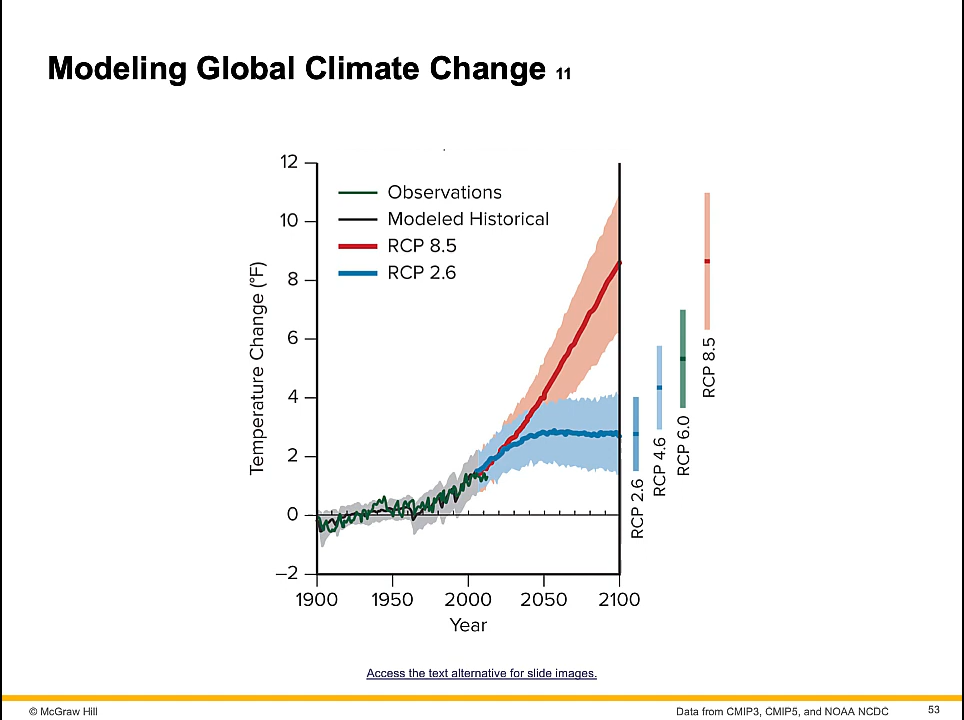 Modeling Global Climate Change 11
12
10
8
6
4
2
0
–2
Temperature Change (°F)
Observations
Modeled Historical
RCP 8.5
RCP 2.6
1900 1950 2000 2050 2100
Year
RCP 2.6
RCP 4.6
RCP 6.0
RCP 8.5
Access the text alternative for slide images.
© McGraw Hill
Data from CMIP3, CMIP5, and NOAA NCDC
53